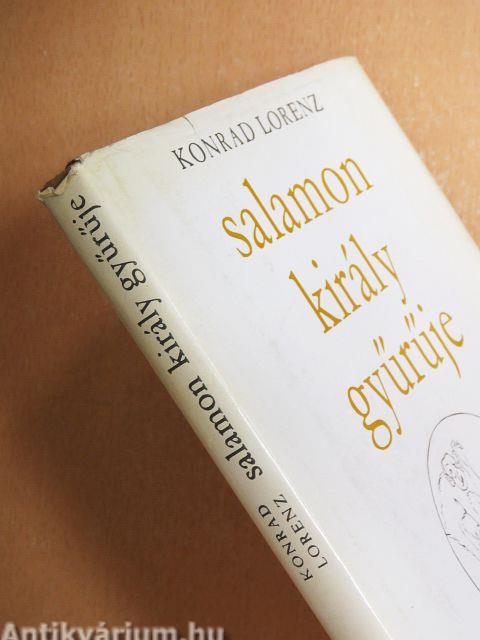 KONRAD LORENZ
salamon
király
gyűrűje
KONRAD
LORENZ
salamon király gyűrűje
Antikvárium.hu